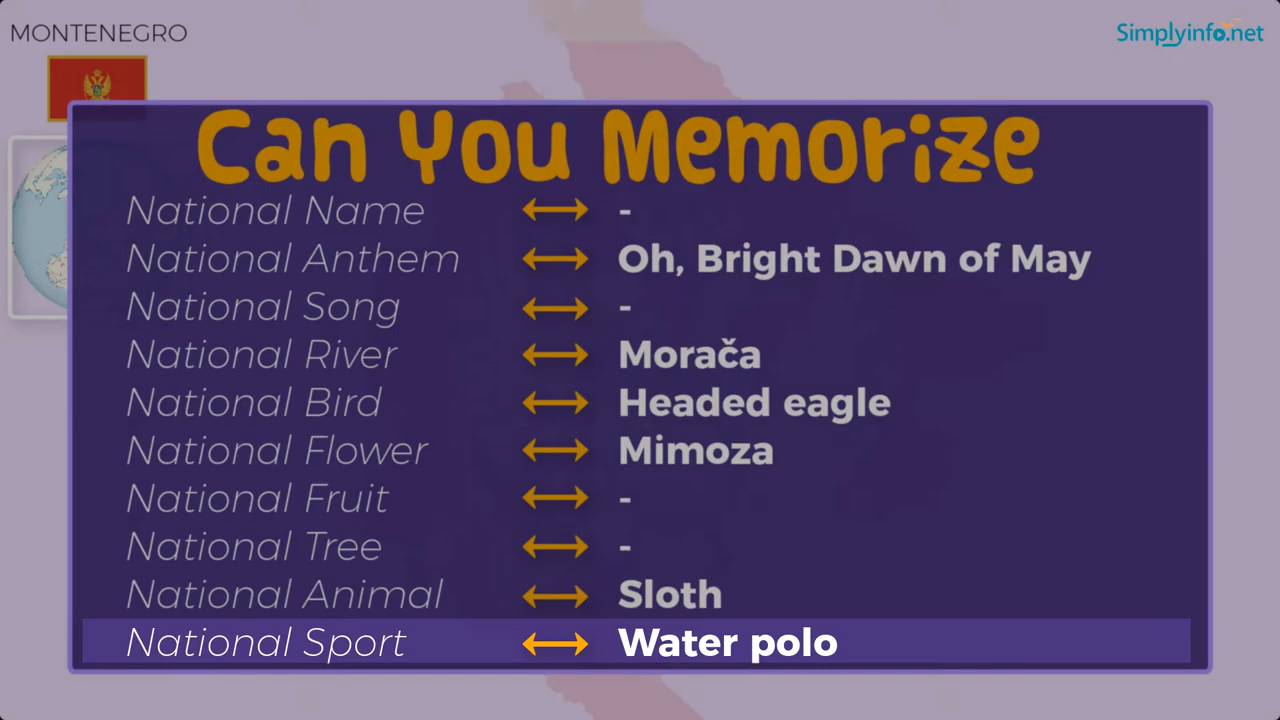 MONTENEGRO
Simplyinfo.net
Can You Memorize
National Name ↔ -
National Anthem ↔ Oh, Bright Dawn of May
National Song ↔ -
National River ↔ Morača
National Bird ↔ Headed eagle
National Flower ↔ Mimoza
National Fruit ↔ -
National Tree ↔ -
National Animal ↔ Sloth
National Sport ↔ Water polo